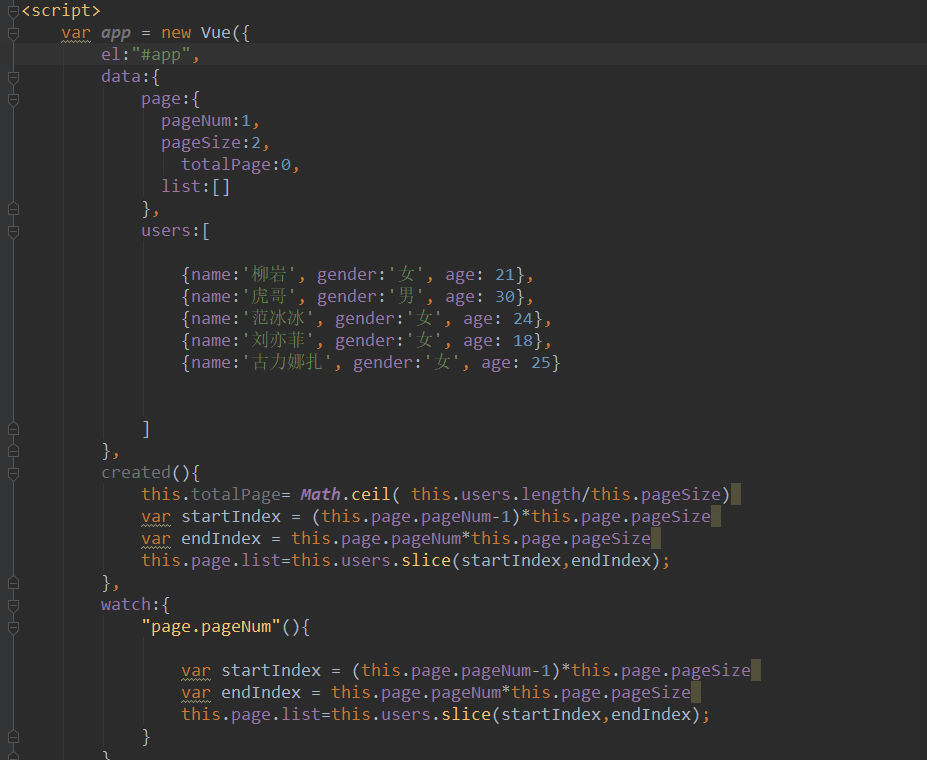 <script>
var app = new Vue({
el:"#app",
data:{
page:{
pageNum:1,
pageSize:2,
totalPage:0,
list:[]
},
users:[
{name:'柳岩', gender:'女', age: 21},
{name:'虎哥', gender:'男', age: 30},
{name:'范冰冰', gender:'女', age: 24},
{name:'刘亦菲', gender:'女', age: 18},
{name:'古力娜扎', gender:'女', age: 25}
]
},
created(){
this.totalPage= Math.ceil( this.users.length/this.pageSize)
var startIndex = (this.page.pageNum-1)*this.page.pageSize
var endIndex = this.page.pageNum*this.page.pageSize
this.page.list=this.users.slice(startIndex,endIndex);
},
watch:{
"page.pageNum"(){
var startIndex = (this.page.pageNum-1)*this.page.pageSize
var endIndex = this.page.pageNum*this.page.pageSize
this.page.list=this.users.slice(startIndex,endIndex);
}
}